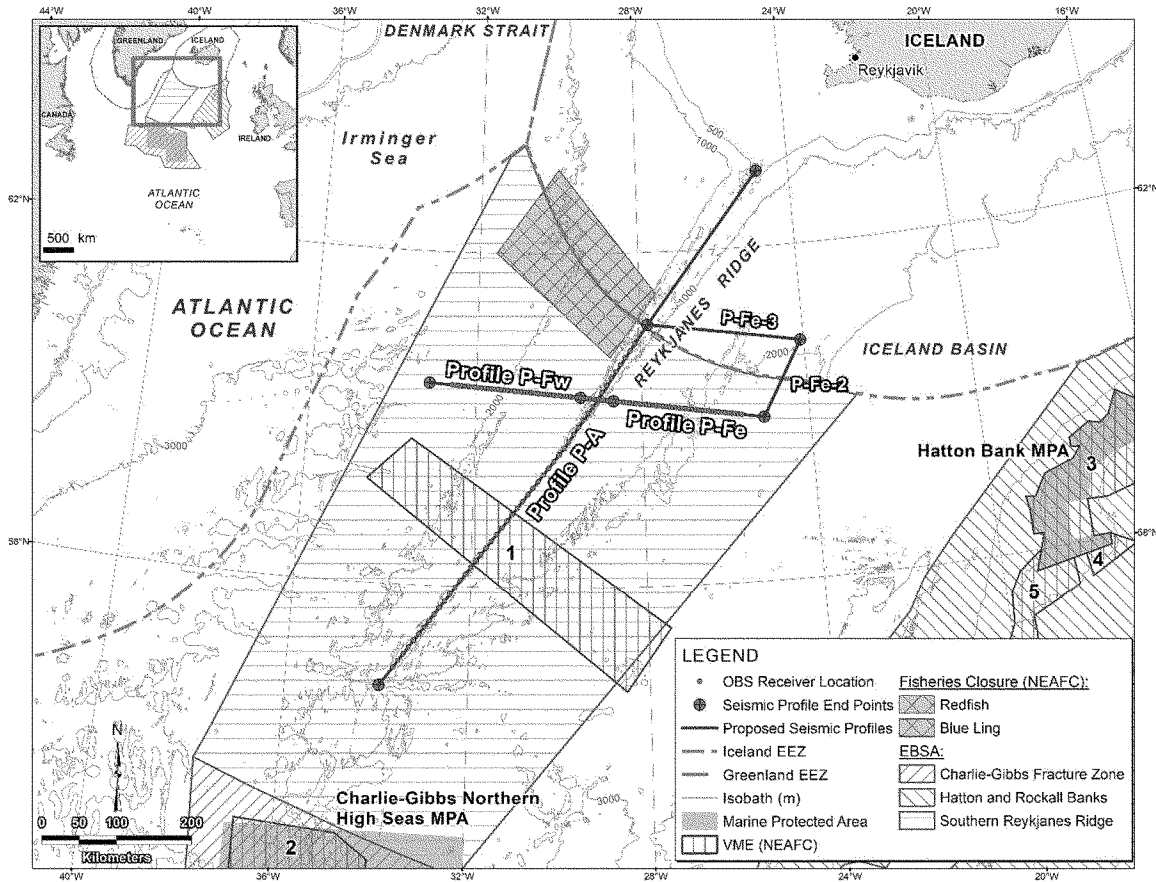 44°W 40°W 36°W 32°W 28°W 24°W 20°W 16°W
DENMARK STRAIT
GREENLAND
ICELAND
CANADA
IRELAND
ATLANTIC
OCEAN
500 km
ICELAND
Reykjavik
Irminger
Sea
500
1000
62°N
62°N
ATLANTIC
OCEAN
REYKJANES RIDGE
1000
P-Fe-3
2000
ICELAND BASIN
P-Fe-2
Profile P-Fw
Profile P-Fe
2000
Profile P-A
3000
Hatton Bank MPA
3
58°N
58°N
1
4
5
N
Charlie-Gibbs Northern
High Seas MPA
3000
2
0 50 100 200
Kilometers
LEGEND
OBS Receiver Location
Seismic Profile End Points
Proposed Seismic Profiles
Iceland EEZ
Greenland EEZ
Isobath (m)
Marine Protected Area
VME (NEAFC)
Fisheries Closure (NEAFC):
Redfish
Blue Ling
EBSA:
Charlie-Gibbs Fracture Zone
Hatton and Rockall Banks
Southern Reykjanes Ridge
40°W 36°W 32°W 28°W 24°W 20°W